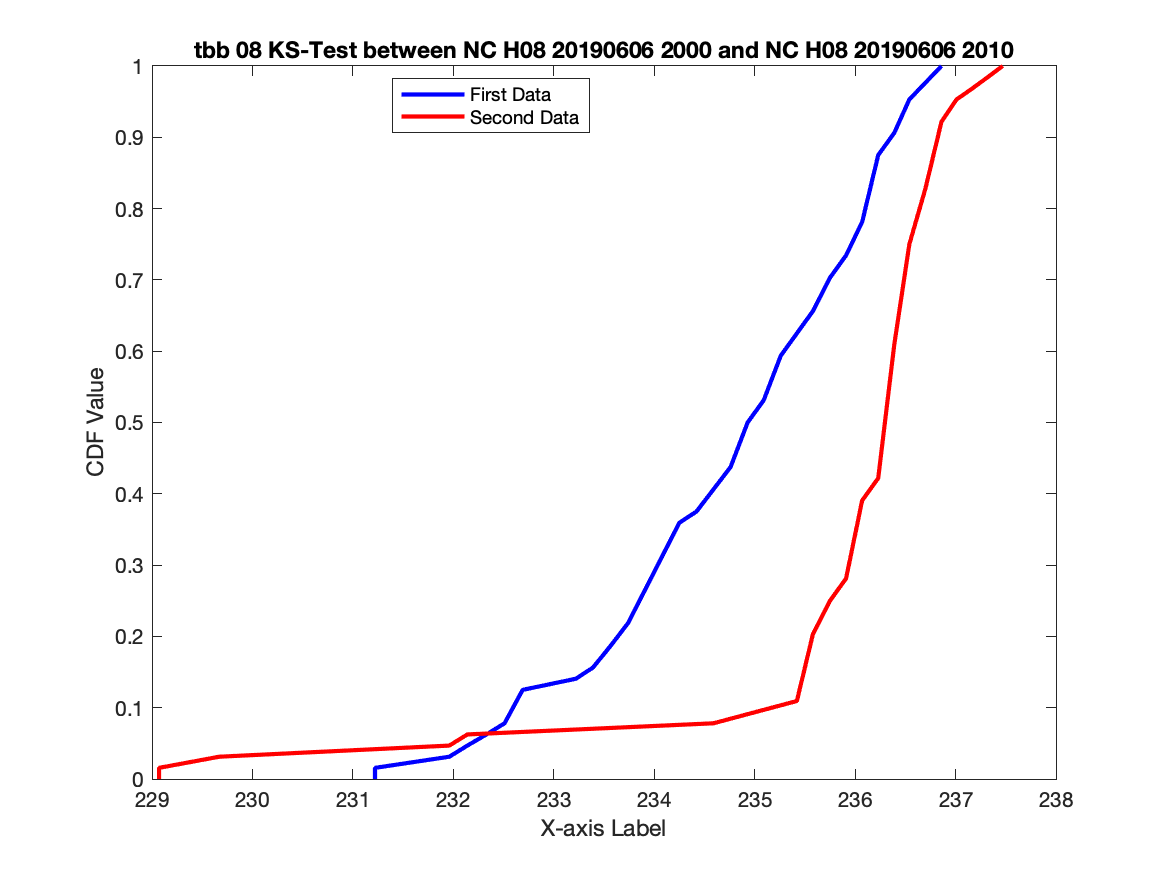 tbb 08 KS-Test between NC H08 20190606 2000 and NC H08 20190606 2010
First Data
Second Data
CDF Value
1
0.9
0.8
0.7
0.6
0.5
0.4
0.3
0.2
0.1
0
229 230 231 232 233 234 235 236 237 238
X-axis Label